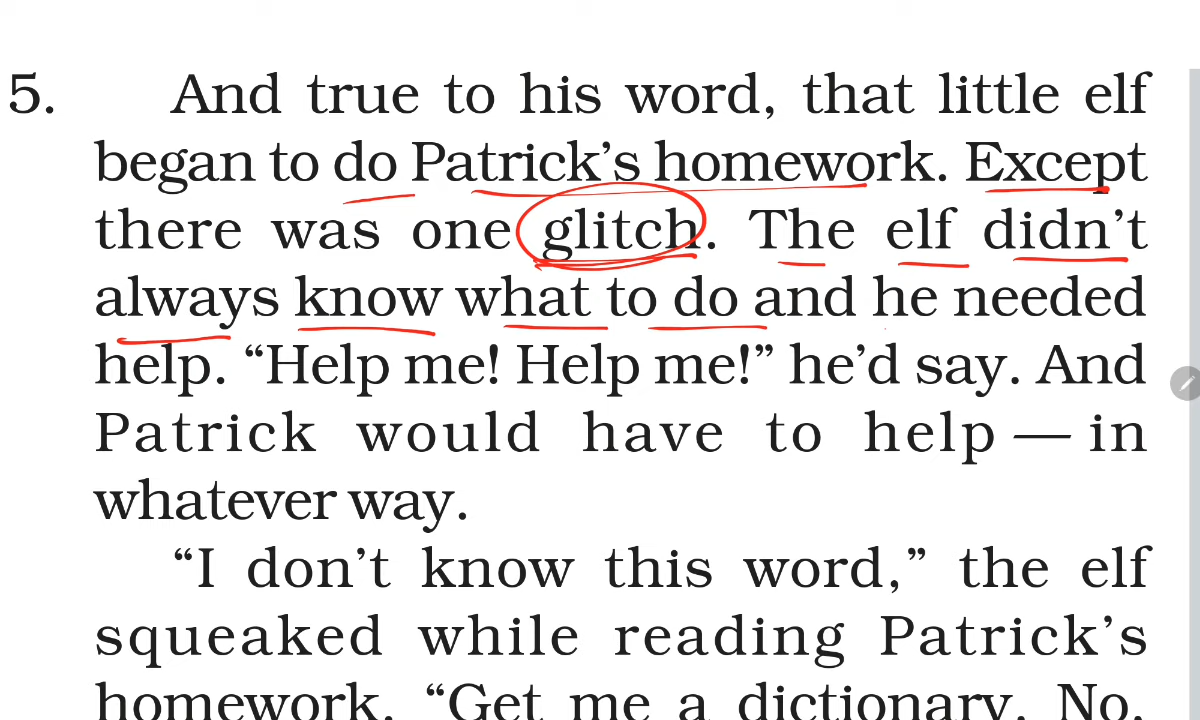 5. And true to his word, that little elf
began to do Patrick’s homework. Except
there was one glitch. The elf didn’t
always know what to do and he needed
help. “Help me! Help me!” he’d say. And
Patrick would have to help — in
whatever way.
“I don’t know this word,” the elf
squeaked while reading Patrick’s
homework. “Get me a dictionary. No,